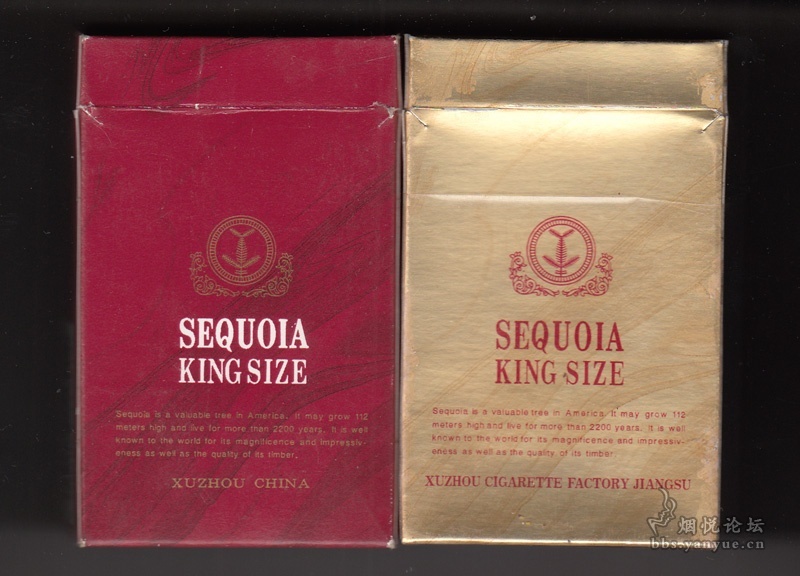 SEQUOIA
KING SIZE
Sequoia is a valuable tree in America. It may grow 112
meters high and live for more than 2200 years. It is well
known to the world for its magnificence and impressiv-
eness as well as the quality of its timber.
XUZHOU CHINA
SEQUOIA
KING SIZE
Sequoia is a valuable tree in America. It may grow 112
meters high and live for more than 2200 years. It is well
known to the world for its magnificence and impressiv-
eness as well as the quality of its timber.
XUZHOU CIGARETTE FACTORY JIANGSU
烟悦论坛
bbs.yanyue.cn